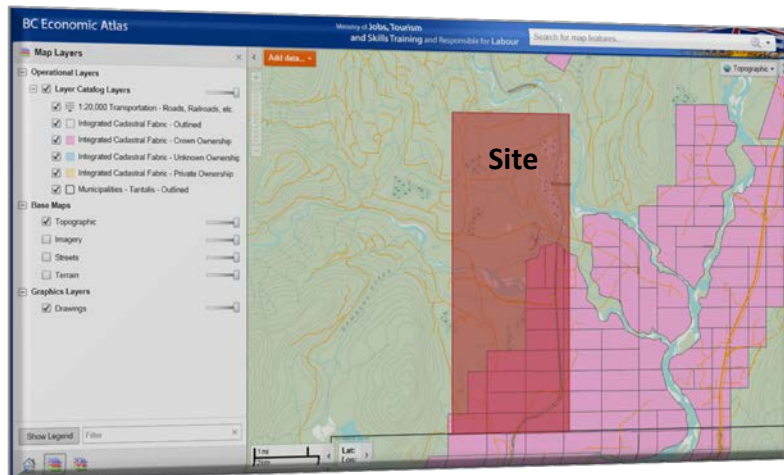 BC Economic Atlas
Ministry of Jobs, Tourism
and Skills Training and Responsible for Labour
Search for map features...
Map Layers
Add data...
Topographic
Operational Layers
Layer Catalog Layers
1:20,000 Transportation - Roads, Railroads, etc.
Integrated Cadastral Fabric - Outlined
Integrated Cadastral Fabric - Crown Ownership
Integrated Cadastral Fabric - Unknown Ownership
Integrated Cadastral Fabric - Private Ownership
Municipalities - Tantalis - Outlined
Base Maps
Topographic
Imagery
Streets
Terrain
Graphics Layers
Drawings
Site
Show Legend
Filter
1mi
Lat: